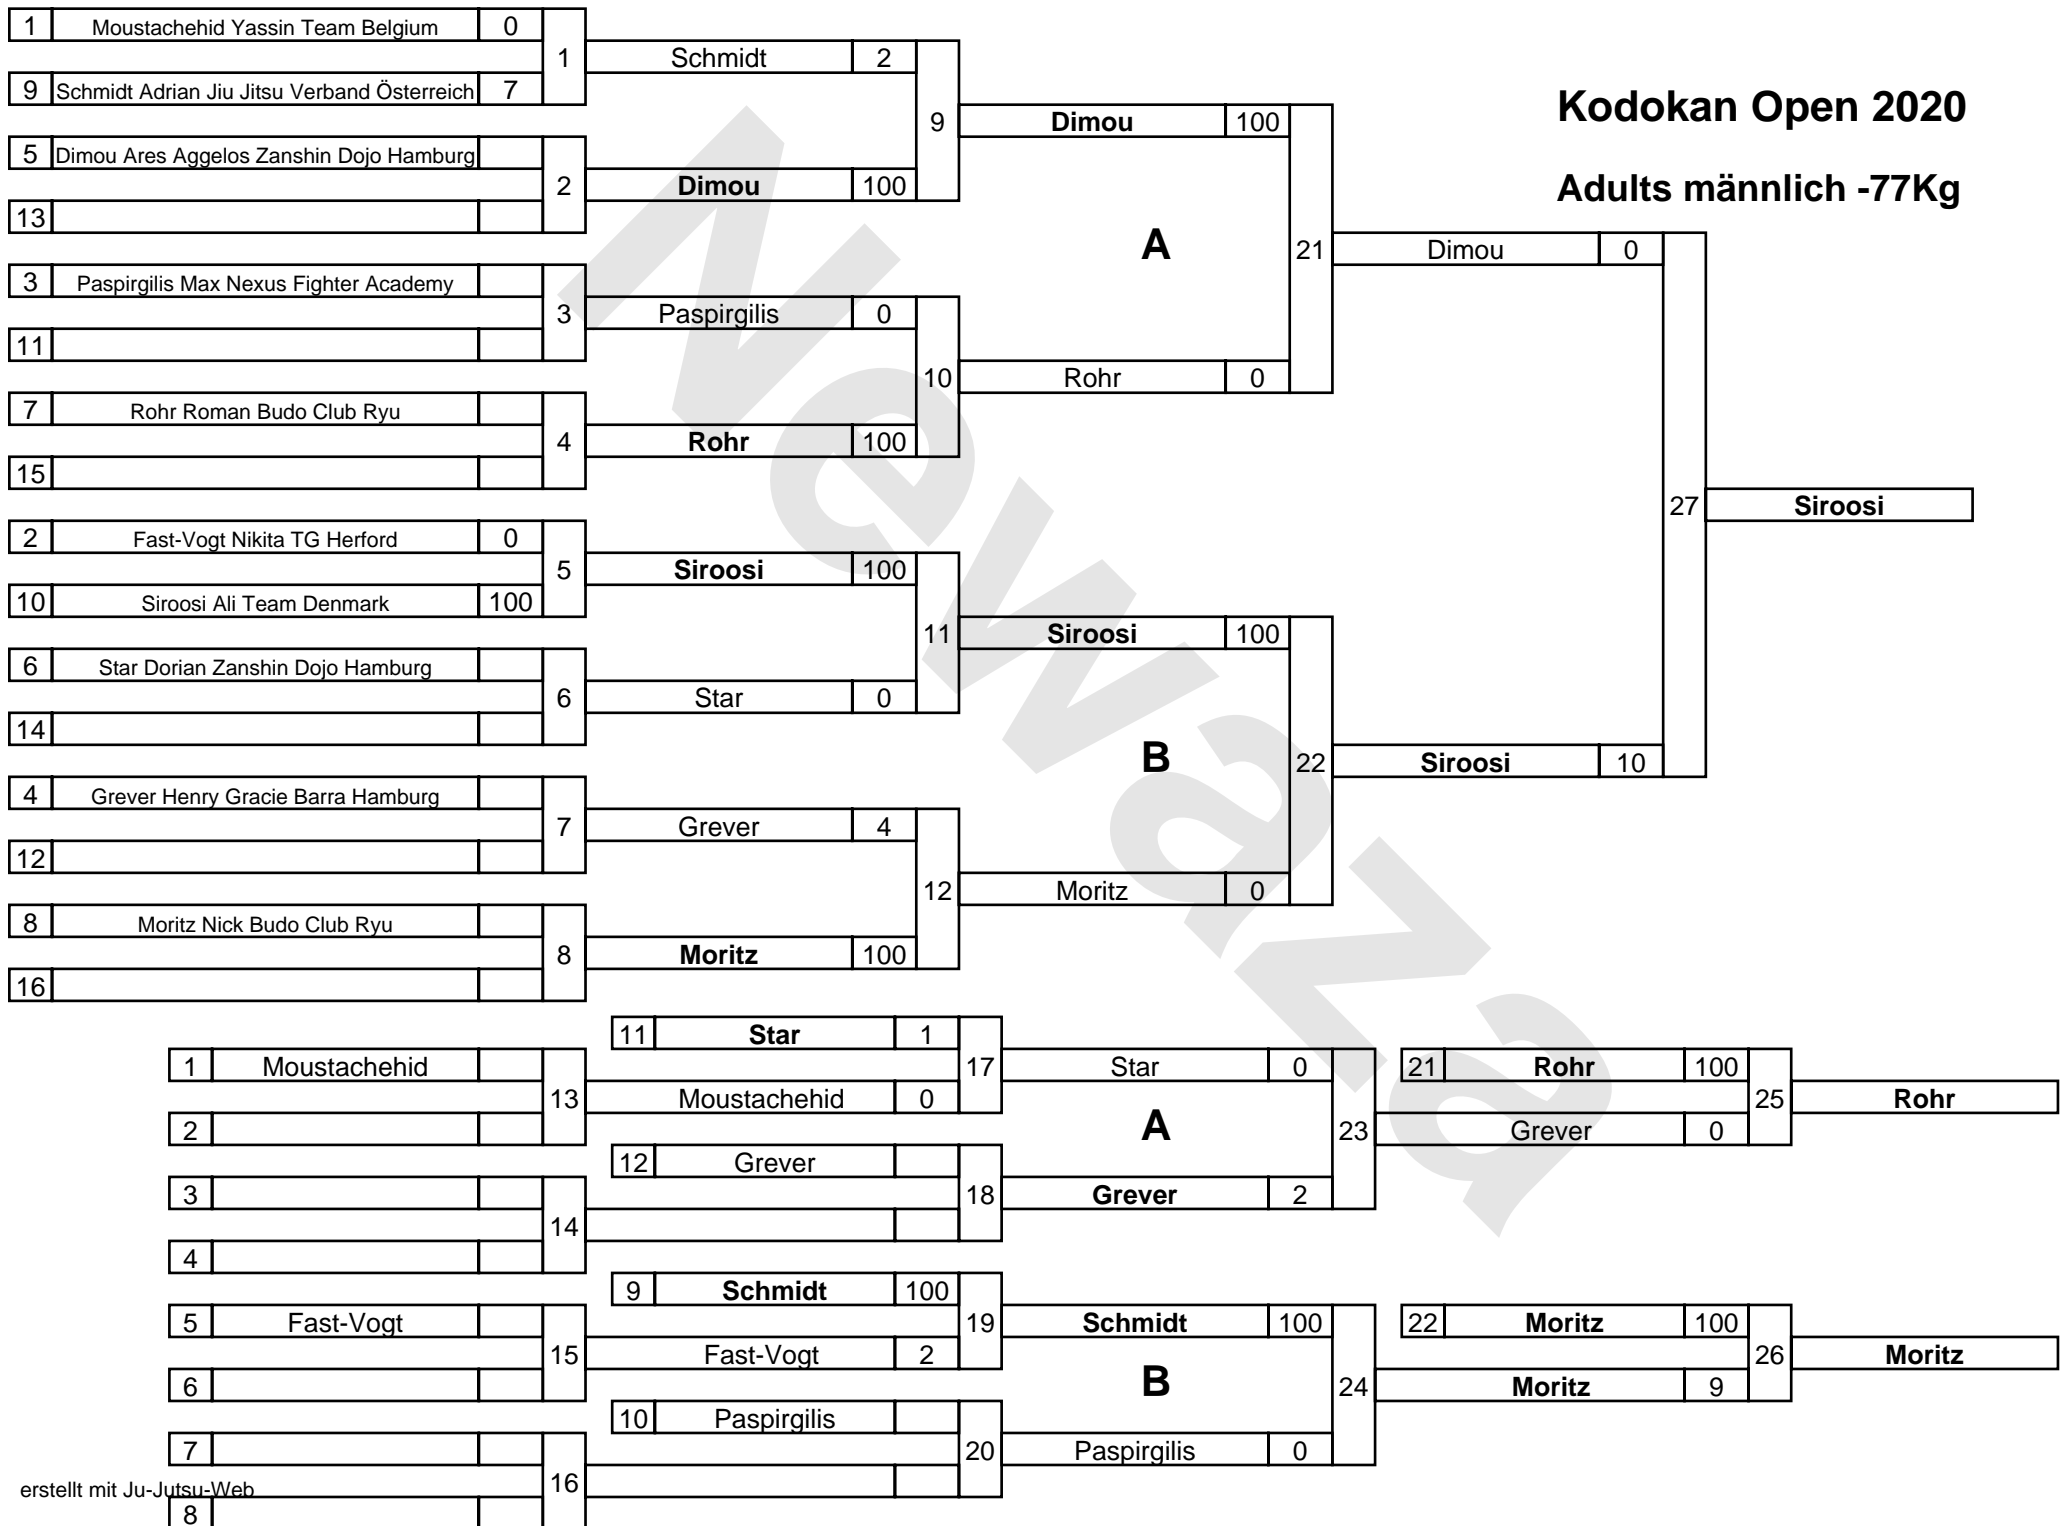 Kodokan Open 2020
Adults männlich -77Kg
1 Moustachehid Yassin Team Belgium 0
9 Schmidt Adrian Jiu Jitsu Verband Österreich 7
5 Dimou Ares Aggelos Zanshin Dojo Hamburg
13
3 Paspirgilis Max Nexus Fighter Academy
11
7 Rohr Roman Budo Club Ryu
15
2 Fast-Vogt Nikita TG Herford 0
10 Siroosi Ali Team Denmark 100
6 Star Dorian Zanshin Dojo Hamburg
14
4 Grever Henry Gracie Barra Hamburg
12
8 Moritz Nick Budo Club Ryu
16
1 Schmidt 2
2 Dimou 100
3 Paspirgilis 0
4 Rohr 100
5 Siroosi 100
6 Star 0
7 Grever 4
8 Moritz 100
9 Dimou 100
A
10 Rohr 0
11 Siroosi 100
B
12 Moritz 0
21 Dimou 0
22 Siroosi 10
27 Siroosi
Newaza
1 Moustachehid
2
3
4
5 Fast-Vogt
6
7
8
11 Star 1
13 Moustachehid 0
12 Grever
14
9 Schmidt 100
15 Fast-Vogt 2
10 Paspirgilis
16
17 Star 0
A
18 Grever 2
19 Schmidt 100
B
20 Paspirgilis 0
21 Rohr 100
23 Grever 0
22 Moritz 100
24 Moritz 9
25 Rohr
26 Moritz
erstellt mit Ju-Jutsu-Web